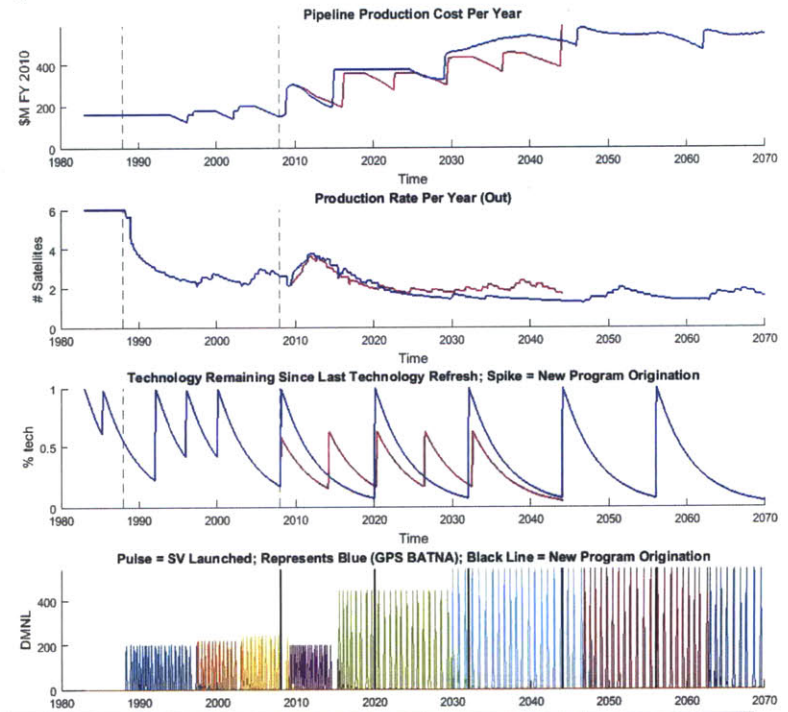 Pipeline Production Cost Per Year
$M FY 2010
400
200
0
1980 1990 2000 2010 2020 2030 2040 2050 2060 2070
Time
Production Rate Per Year (Out)
# Satellites
6
4
2
0
1980 1990 2000 2010 2020 2030 2040 2050 2060 2070
Time
Technology Remaining Since Last Technology Refresh; Spike = New Program Origination
% tech
1
0.5
0
1980 1990 2000 2010 2020 2030 2040 2050 2060 2070
Time
Pulse = SV Launched; Represents Blue (GPS BATNA); Black Line = New Program Origination
DMNL
400
200
0
1980 1990 2000 2010 2020 2030 2040 2050 2060 2070